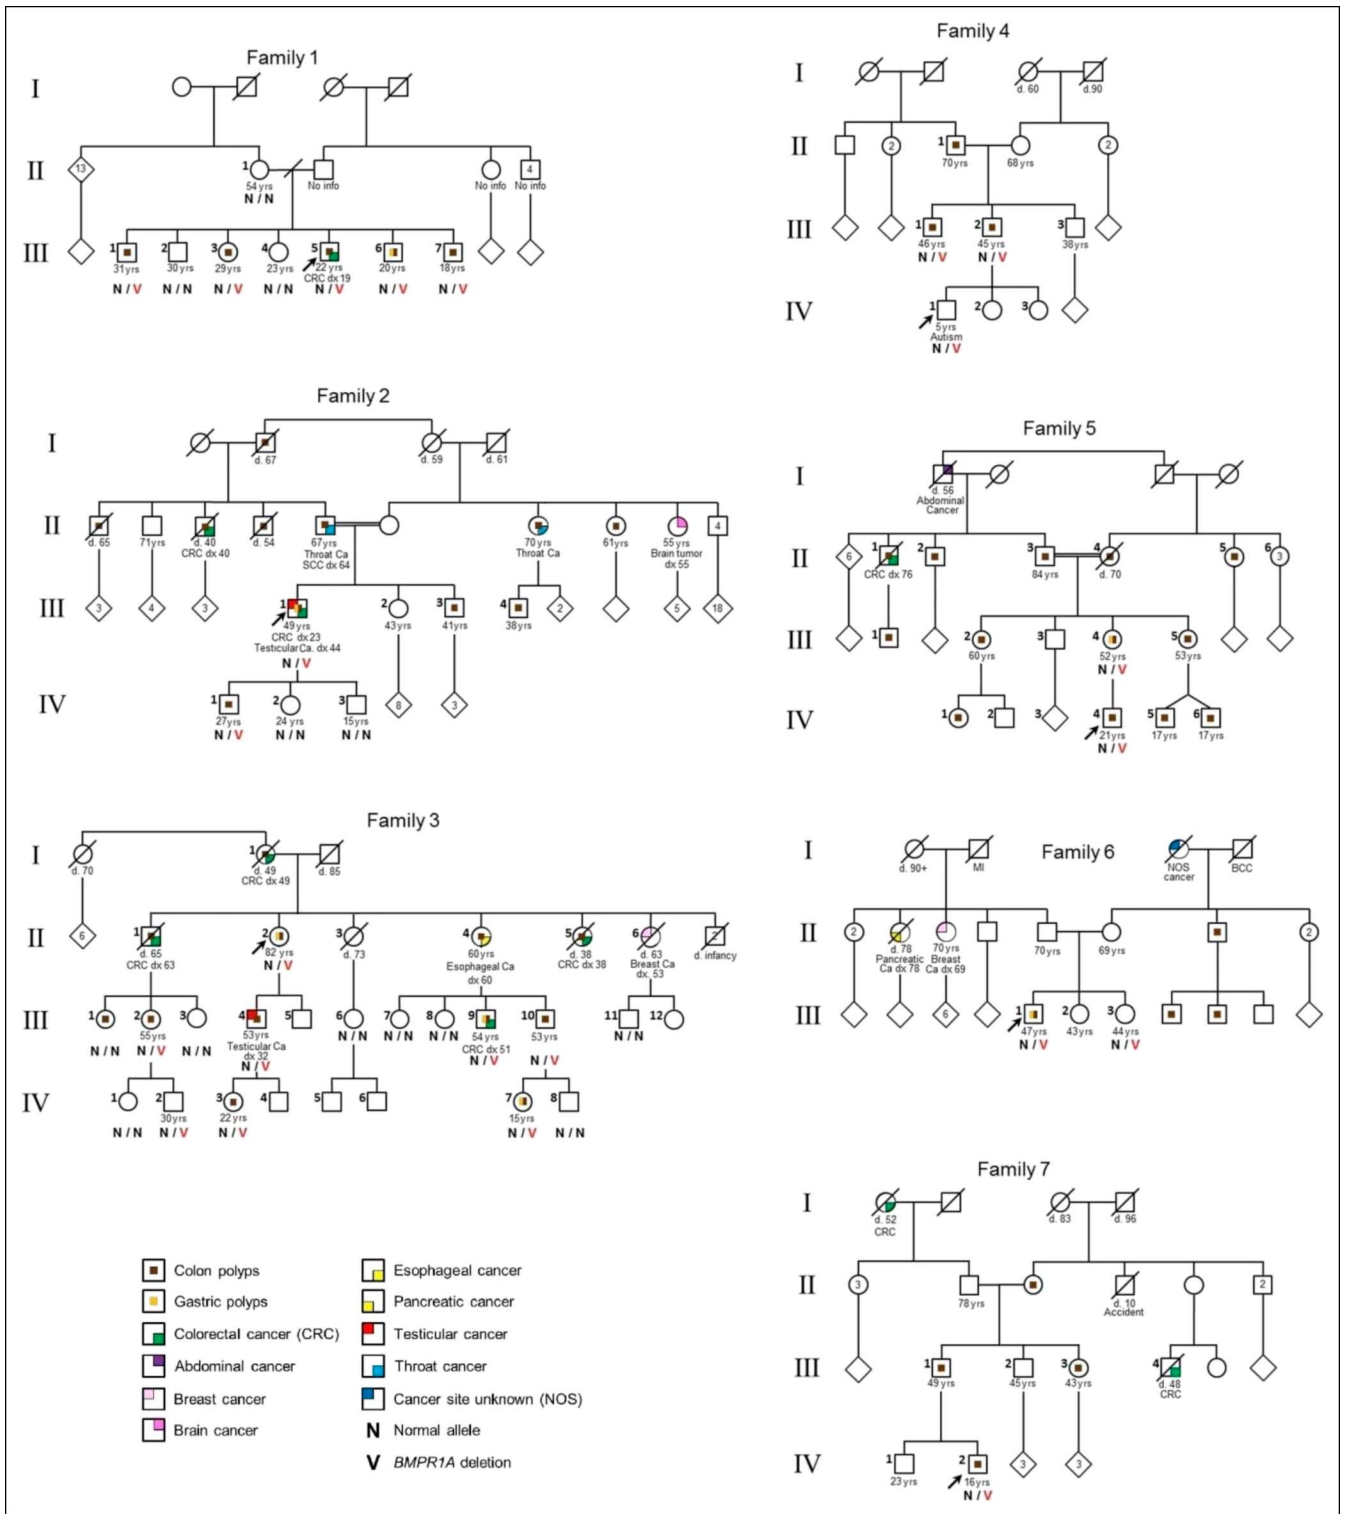 Family 1
I
II
13
1
54 yrs
N / N
No info
No info
4
No info
III
1
31yrs
N / V
2
30 yrs
N / N
3
29yrs
N / V
4
23yrs
N / N
5
22 yrs
CRC dx 19
N / V
6
20yrs
N / V
7
18yrs
N / V
Family 4
I
d. 60
d.90
II
2
1
70yrs
68yrs
2
III
1
46 yrs
N / V
2
45yrs
N / V
3
38yrs
IV
1
5yrs
Autism
N / V
2
3
Family 2
I
d. 67
d. 59
d. 61
II
d. 65
71yrs
d. 40
CRC dx 40
d. 54
67yrs
Throat Ca
SCC dx 64
70 yrs
Throat Ca
61yrs
55 yrs
Brain tumor
dx 55
4
III
3
4
3
1
49 yrs
CRC dx 23
Testicular Ca. dx 44
N / V
2
43yrs
3
41yrs
4
38yrs
2
5
18
IV
1
27yrs
N / V
2
24 yrs
N / N
3
15yrs
N / N
8
3
Family 5
I
d. 56
Abdominal
Cancer
II
6
1
CRC dx 76
2
3
84 yrs
4
d. 70
5
6
3
III
1
2
60yrs
3
4
52 yrs
N / V
5
53yrs
IV
1
2
3
4
21yrs
N / V
5
17yrs
6
17yrs
Family 3
I
d. 70
1
d. 49
CRC dx 49
d. 85
II
6
1
d. 65
CRC dx 63
2
82 yrs
N / V
3
d. 73
4
60yrs
Esophageal Ca
dx 60
5
d. 38
CRC dx 38
6
d. 63
Breast Ca
dx. 53
2
d. infancy
III
1
N / N
2
55yrs
N / V
3
N / N
4
53yrs
Testicular Ca
dx 32
N / V
5
6
N / N
7
N / N
8
N / N
9
54 yrs
CRC dx 51
N / V
10
53yrs
N / V
11
N / N
12
IV
1
N / N
2
30yrs
N / V
3
22 yrs
N / V
4
5
6
7
15yrs
N / V
8
N / N
Family 6
I
d. 90+
MI
NOS
cancer
BCC
II
2
d. 78
Pancreatic
Ca dx 78
70yrs
Breast
Ca dx 69
70yrs
69yrs
2
III
6
1
47yrs
N / V
2
43yrs
3
44yrs
N / V
Family 7
I
d. 52
CRC
d. 83
d. 96
II
3
78yrs
d. 10
Accident
2
III
1
49 yrs
2
45yrs
3
43yrs
4
d. 48
CRC
IV
1
23 yrs
2
16yrs
N / V
3
3
Colon polyps
Gastric polyps
Colorectal cancer (CRC)
Abdominal cancer
Breast cancer
Brain cancer
Esophageal cancer
Pancreatic cancer
Testicular cancer
Throat cancer
Cancer site unknown (NOS)
N Normal allele
V BMPR1A deletion